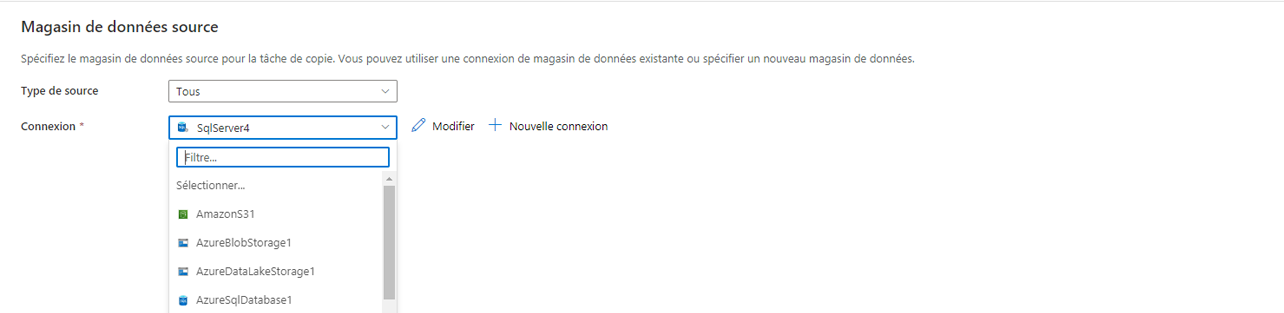 Magasin de données source
Spécifiez le magasin de données source pour la tâche de copie. Vous pouvez utiliser une connexion de magasin de données existante ou spécifier un nouveau magasin de données.
Type de source Tous
Connexion * SqlServer4 Modifier Nouvelle connexion
Filtre...
Sélectionner...
AmazonS31
AzureBlobStorage1
AzureDataLakeStorage1
AzureSqlDatabase1